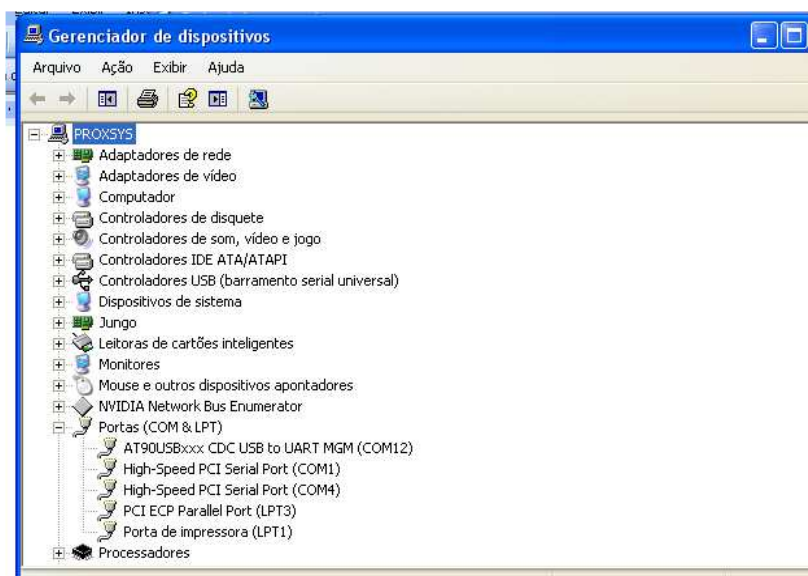 Gerenciador de dispositivos
Arquivo Ação Exibir Ajuda
PROXSYS
Adaptadores de rede
Adaptadores de vídeo
Computador
Controladores de disquete
Controladores de som, vídeo e jogo
Controladores IDE ATA/ATAPI
Controladores USB (barramento serial universal)
Dispositivos de sistema
Jungo
Leitoras de cartões inteligentes
Monitores
Mouse e outros dispositivos apontadores
NVIDIA Network Bus Enumerator
Portas (COM & LPT)
AT90USBxxx CDC USB to UART MGM (COM12)
High-Speed PCI Serial Port (COM1)
High-Speed PCI Serial Port (COM4)
PCI ECP Parallel Port (LPT3)
Porta de impressora (LPT1)
Processadores